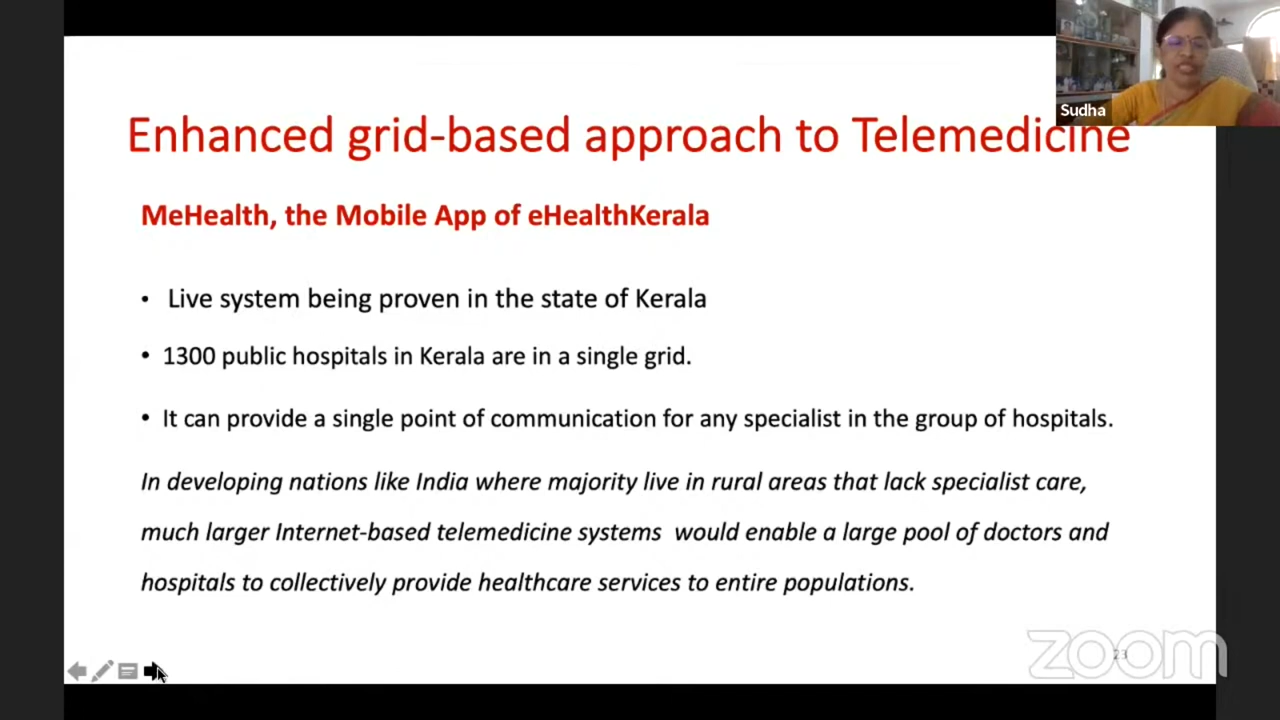 Sudha
Enhanced grid-based approach to Telemedicine
MeHealth, the Mobile App of eHealthKerala
• Live system being proven in the state of Kerala
• 1300 public hospitals in Kerala are in a single grid.
• It can provide a single point of communication for any specialist in the group of hospitals.
In developing nations like India where majority live in rural areas that lack specialist care,
much larger Internet-based telemedicine systems would enable a large pool of doctors and
hospitals to collectively provide healthcare services to entire populations.
zoom
23